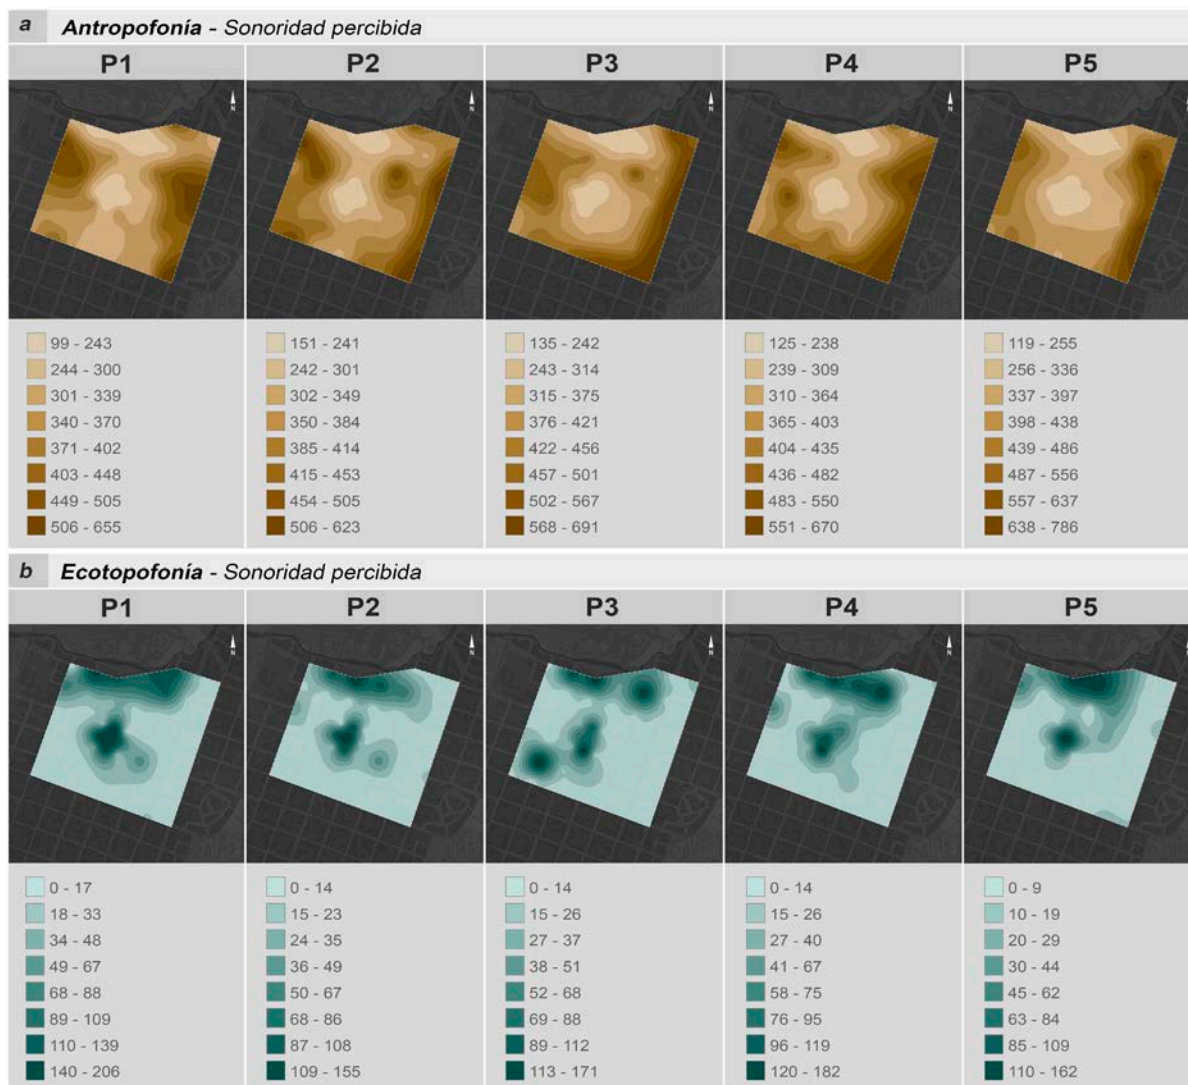 a Antropofonía - Sonoridad percibida
P1 P2 P3 P4 P5
N N N N N
99 - 243 151 - 241 135 - 242 125 - 238 119 - 255
244 - 300 242 - 301 243 - 314 239 - 309 256 - 336
301 - 339 302 - 349 315 - 375 310 - 364 337 - 397
340 - 370 350 - 384 376 - 421 365 - 403 398 - 438
371 - 402 385 - 414 422 - 456 404 - 435 439 - 486
403 - 448 415 - 453 457 - 501 436 - 482 487 - 556
449 - 505 454 - 505 502 - 567 483 - 550 557 - 637
506 - 655 506 - 623 568 - 691 551 - 670 638 - 786
b Ecotopofonía - Sonoridad percibida
P1 P2 P3 P4 P5
N N N N N
0 - 17 0 - 14 0 - 14 0 - 14 0 - 9
18 - 33 15 - 23 15 - 26 15 - 26 10 - 19
34 - 48 24 - 35 27 - 37 27 - 40 20 - 29
49 - 67 36 - 49 38 - 51 41 - 67 30 - 44
68 - 88 50 - 67 52 - 68 58 - 75 45 - 62
89 - 109 68 - 86 69 - 88 76 - 95 63 - 84
110 - 139 87 - 108 89 - 112 96 - 119 85 - 109
140 - 206 109 - 155 113 - 171 120 - 182 110 - 162